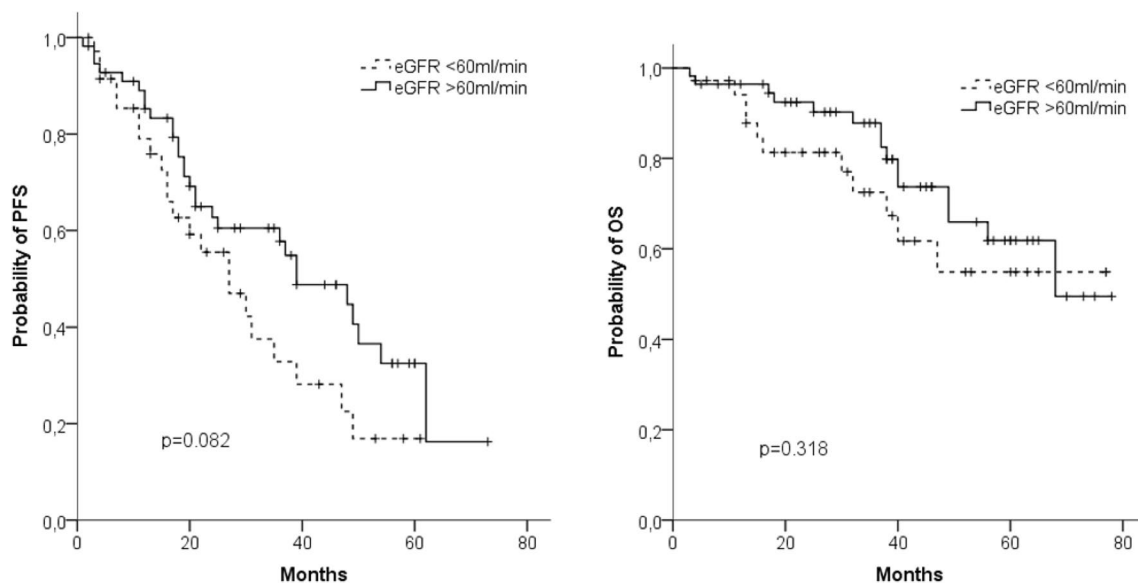 eGFR <60ml/min
eGFR >60ml/min
Probability of PFS
1,0
0,8
0,6
0,4
0,2
0,0
p=0.082
0
20
40
60
80
Months
eGFR <60ml/min
eGFR >60ml/min
Probability of OS
1,0
0,8
0,6
0,4
0,2
0,0
p=0.318
0
20
40
60
80
Months